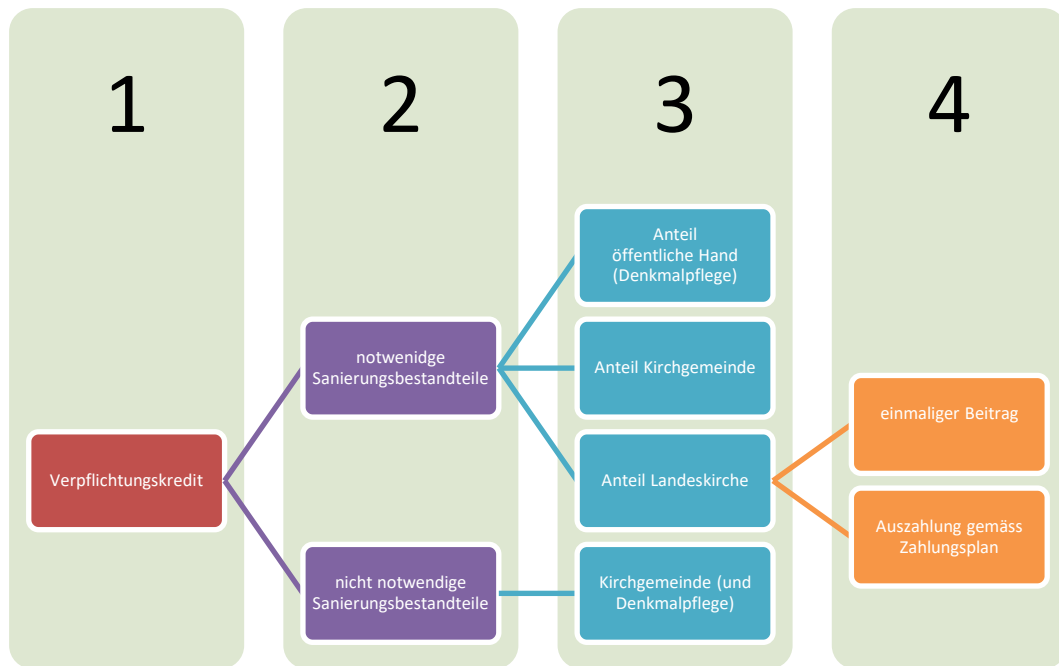 1
2
3
4
Verpflichtungskredit
notwenidge
Sanierungsbestandteile
nicht notwendige
Sanierungsbestandteile
Anteil
öffentliche Hand
(Denkmalpflege)
Anteil Kirchgemeinde
Anteil Landeskirche
Kirchgemeinde (und
Denkmalpflege)
einmaliger Beitrag
Auszahlung gemäss
Zahlungsplan